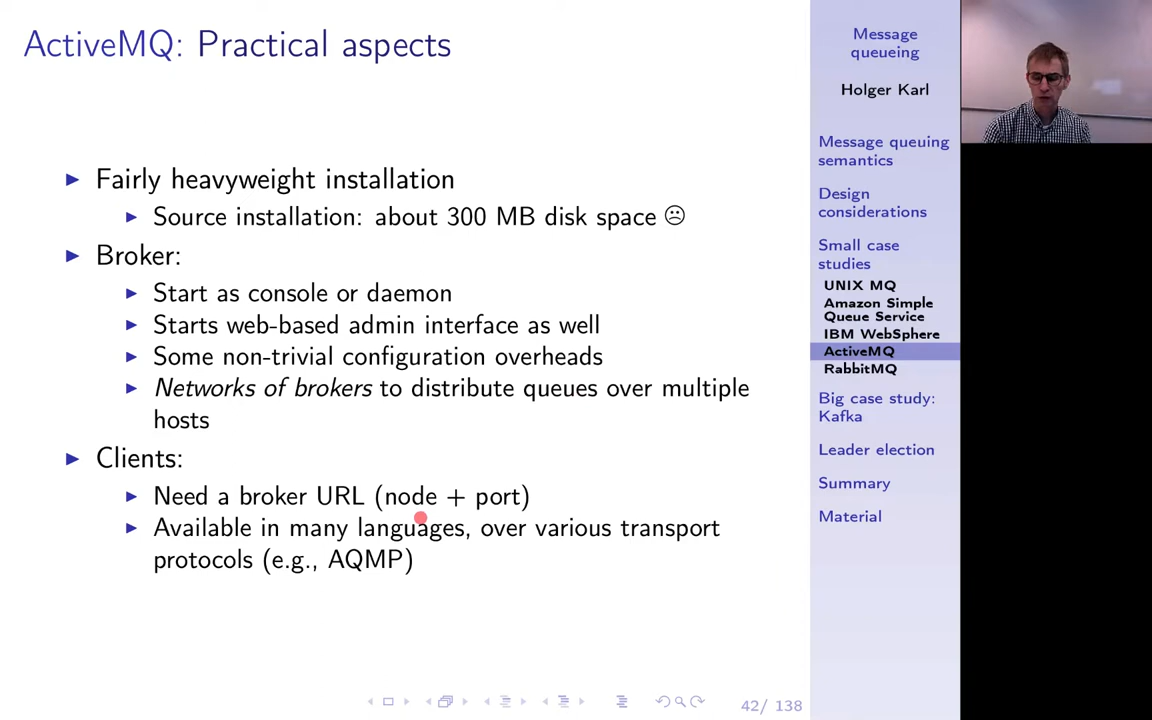 ActiveMQ: Practical aspects
Fairly heavyweight installation
Source installation: about 300 MB disk space ☹
Broker:
Start as console or daemon
Starts web-based admin interface as well
Some non-trivial configuration overheads
Networks of brokers to distribute queues over multiple
hosts
Clients:
Need a broker URL (node + port)
Available in many languages, over various transport
protocols (e.g., AQMP)
42/ 138
Message
queueing
Holger Karl
Message queuing
semantics
Design
considerations
Small case
studies
UNIX MQ
Amazon Simple
Queue Service
IBM WebSphere
ActiveMQ
RabbitMQ
Big case study:
Kafka
Leader election
Summary
Material